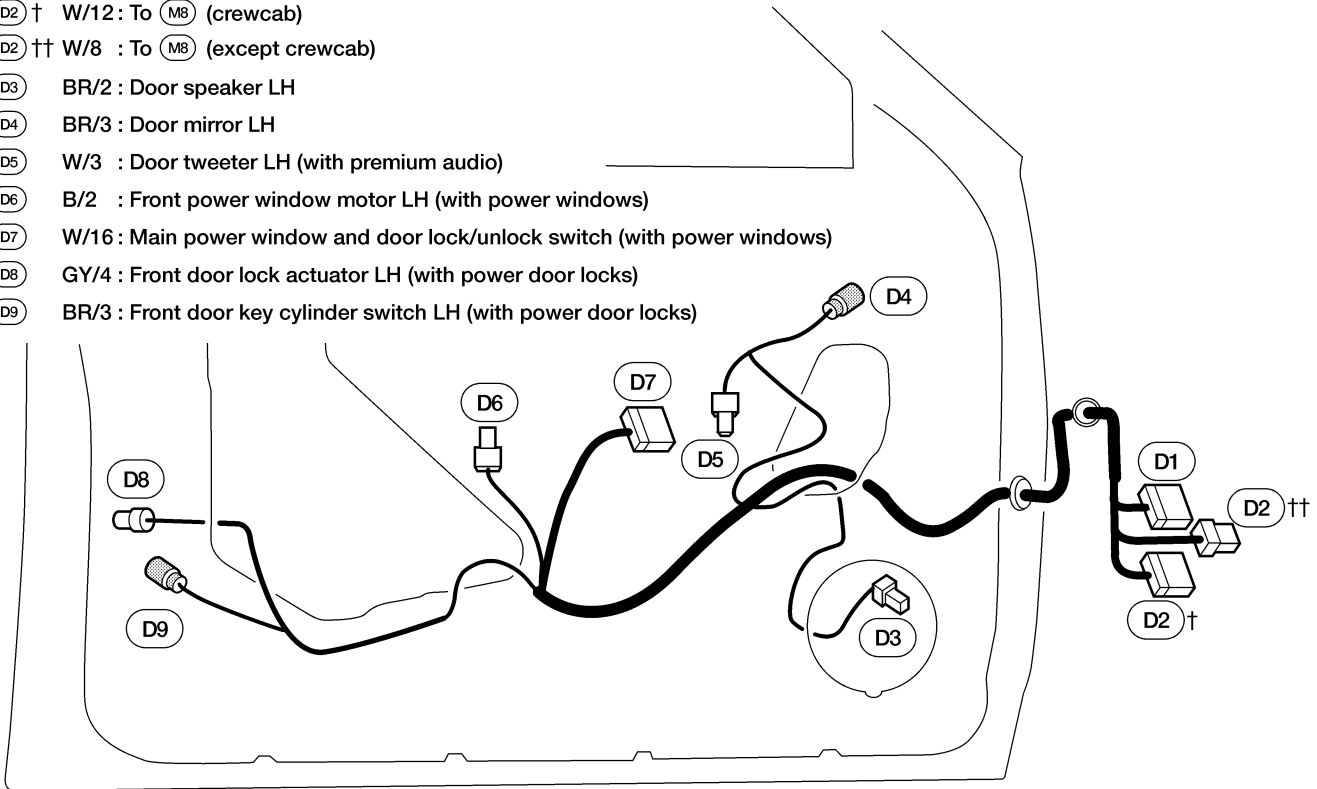 D2 † W/12 : To M8 (crewcab)
D2 †† W/8 : To M8 (except crewcab)
D3 BR/2 : Door speaker LH
D4 BR/3 : Door mirror LH
D5 W/3 : Door tweeter LH (with premium audio)
D6 B/2 : Front power window motor LH (with power windows)
D7 W/16 : Main power window and door lock/unlock switch (with power windows)
D8 GY/4 : Front door lock actuator LH (with power door locks)
D9 BR/3 : Front door key cylinder switch LH (with power door locks)
D4
D7
D6
D5
D1
D8
D2 ††
D2 †
D9
D3